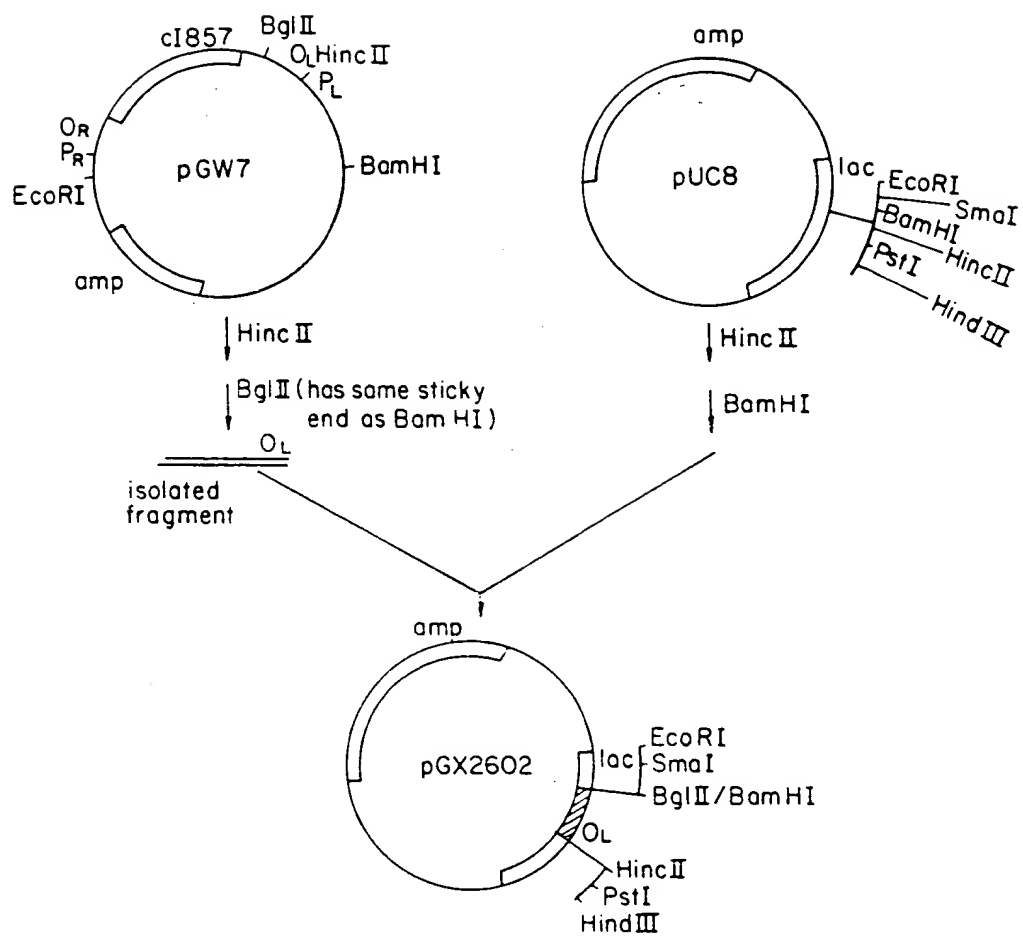 cI857
BglII
OL HincII
PL
OR
PR
EcoRI
pGW7
BamHI
amp
HincII
BglII (has same sticky
end as Bam HI)
OL
isolated
fragment
amp
pUC8
lac
EcoRI
SmaI
BamHI
HincII
PstI
HindIII
HincII
BamHI
amp
pGX2602
lac
EcoRI
SmaI
BglII/BamHI
OL
HincII
PstI
HindIII